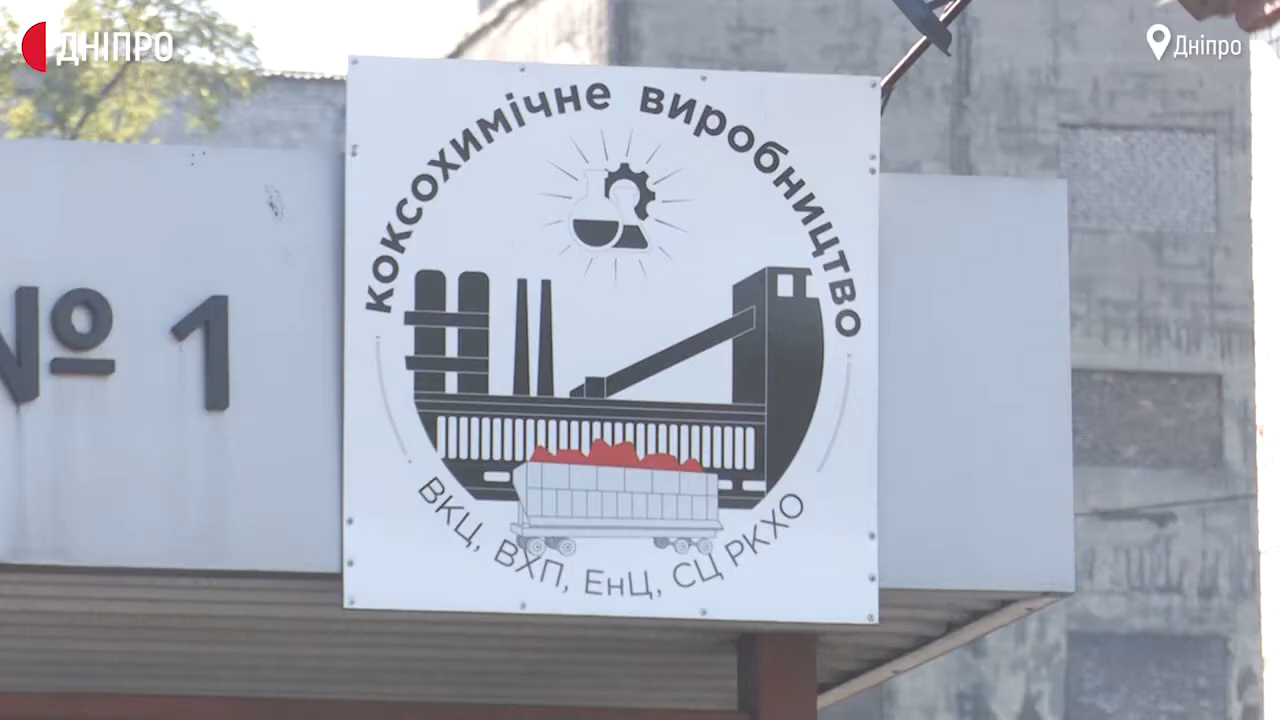 ДНІПРО
Дніпро
коксохімічне виробництво
№ 1
ВКЦ, ВХП, ЕнЦ, СЦ РКХО